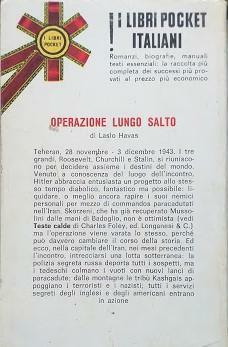 I LIBRI
POCKET
I LIBRI POCKET
ITALIANI
Romanzi, biografie, manuali
testi essenziali: la raccolta più
completa dei successi più pro-
vati al prezzo più economico
OPERAZIONE LUNGO SALTO
di Laslo Havas
Teheran, 28 novembre - 3 dicembre 1943. I tre
grandi, Roosevelt, Churchill e Stalin, si riunisco-
no per decidere assieme i destini del mondo.
Venuto a conoscenza del luogo dell'incontro,
Hitler abbraccia entusiasta un progetto allo stes-
so tempo diabolico, fantastico ma possibile: li-
quidare, o meglio ancora rapire i suoi nemici
personali per mezzo di commandos paracadutati
nell'Iran. Skorzeni, che ha già recuperato Musso-
lini dalle mani di Badoglio, non è ottimista (vedi
Teste calde di Charles Foley, ed. Longanesi & C.)
ma l'operazione viene varata lo stesso, perché
può davvero cambiare il corso della storia. Ed
ecco, nella capitale dell'Iran, nei mesi precedenti
l'incontro, intrecciarsi una lotta sotterranea: la
polizia segreta russa deporta tutti i sospetti, ma
i tedeschi colmano i vuoti con nuovi lanci di
paracadute; dalle montagne le tribù Kashgais ap-
poggiano i terroristi e i nazisti; tutti i servizi
segreti degli inglesi e degli americani entrano
in azione